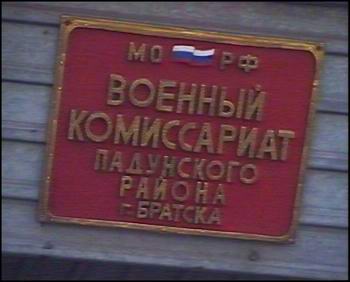 МО РФ
ВОЕННЫЙ
КОМИССАРИАТ
ПАДУНСКОГО
РАЙОНА
г. БРАТСКА